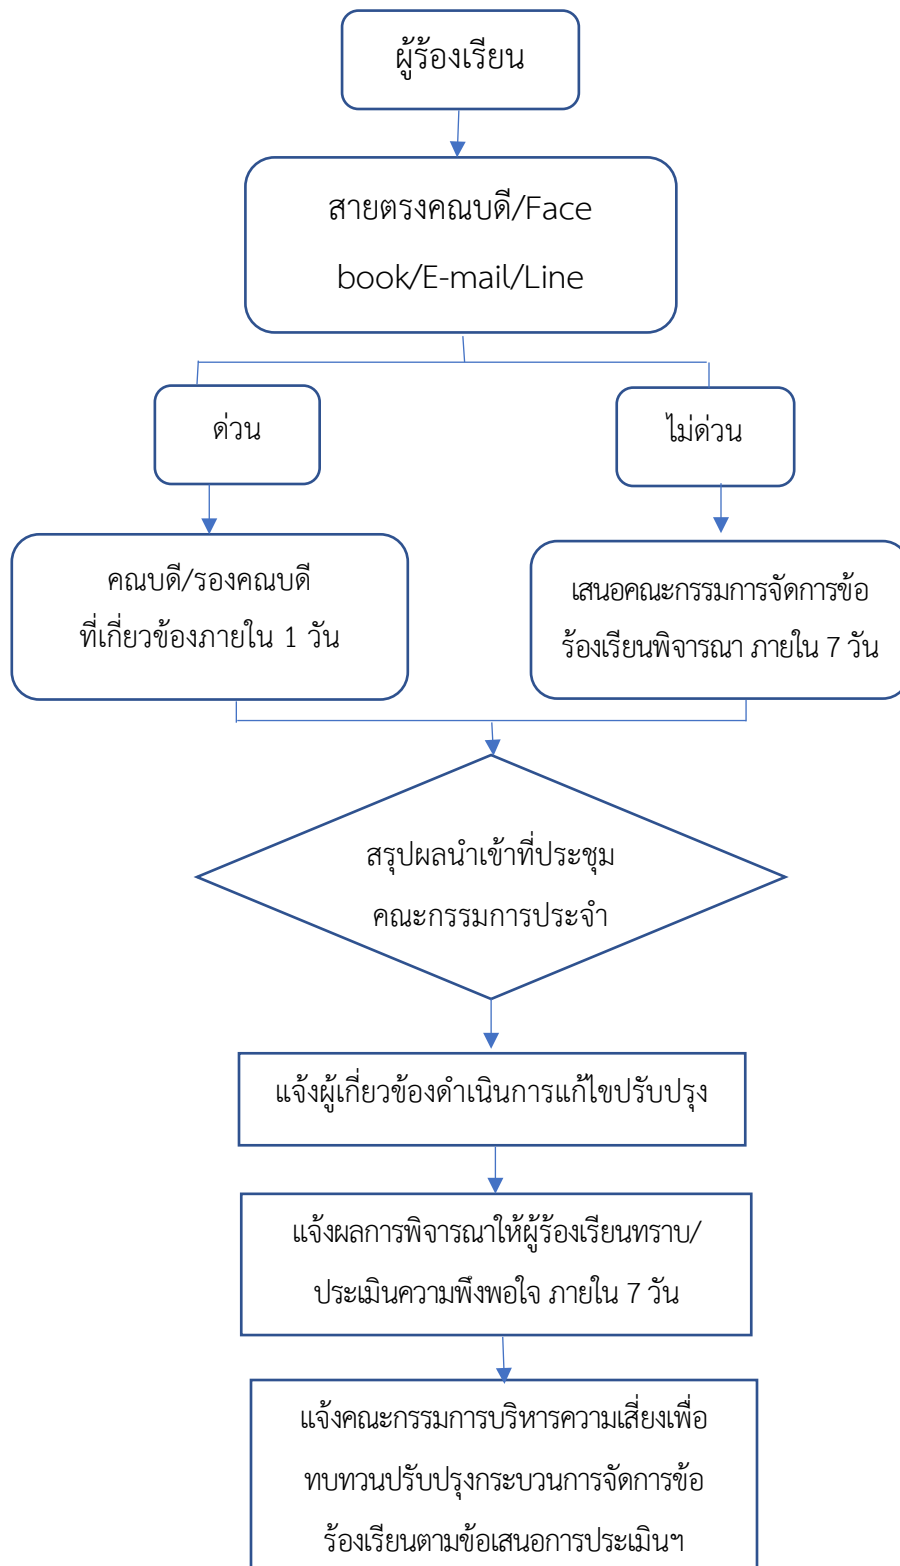 ผู้ร้องเรียน
สายตรงคณบดี/Face
book/E-mail/Line
ด่วน
ไม่ด่วน
คณบดี/รองคณบดี
ที่เกี่ยวข้องภายใน 1 วัน
เสนอคณะกรรมการจัดการข้อ
ร้องเรียนพิจารณา ภายใน 7 วัน
สรุปผลนำเข้าที่ประชุม
คณะกรรมการประจำ
แจ้งผู้เกี่ยวข้องดำเนินการแก้ไขปรับปรุง
แจ้งผลการพิจารณาให้ผู้ร้องเรียนทราบ/
ประเมินความพึงพอใจ ภายใน 7 วัน
แจ้งคณะกรรมการบริหารความเสี่ยงเพื่อ
ทบทวนปรับปรุงกระบวนการจัดการข้อ
ร้องเรียนตามข้อเสนอการประเมินฯ